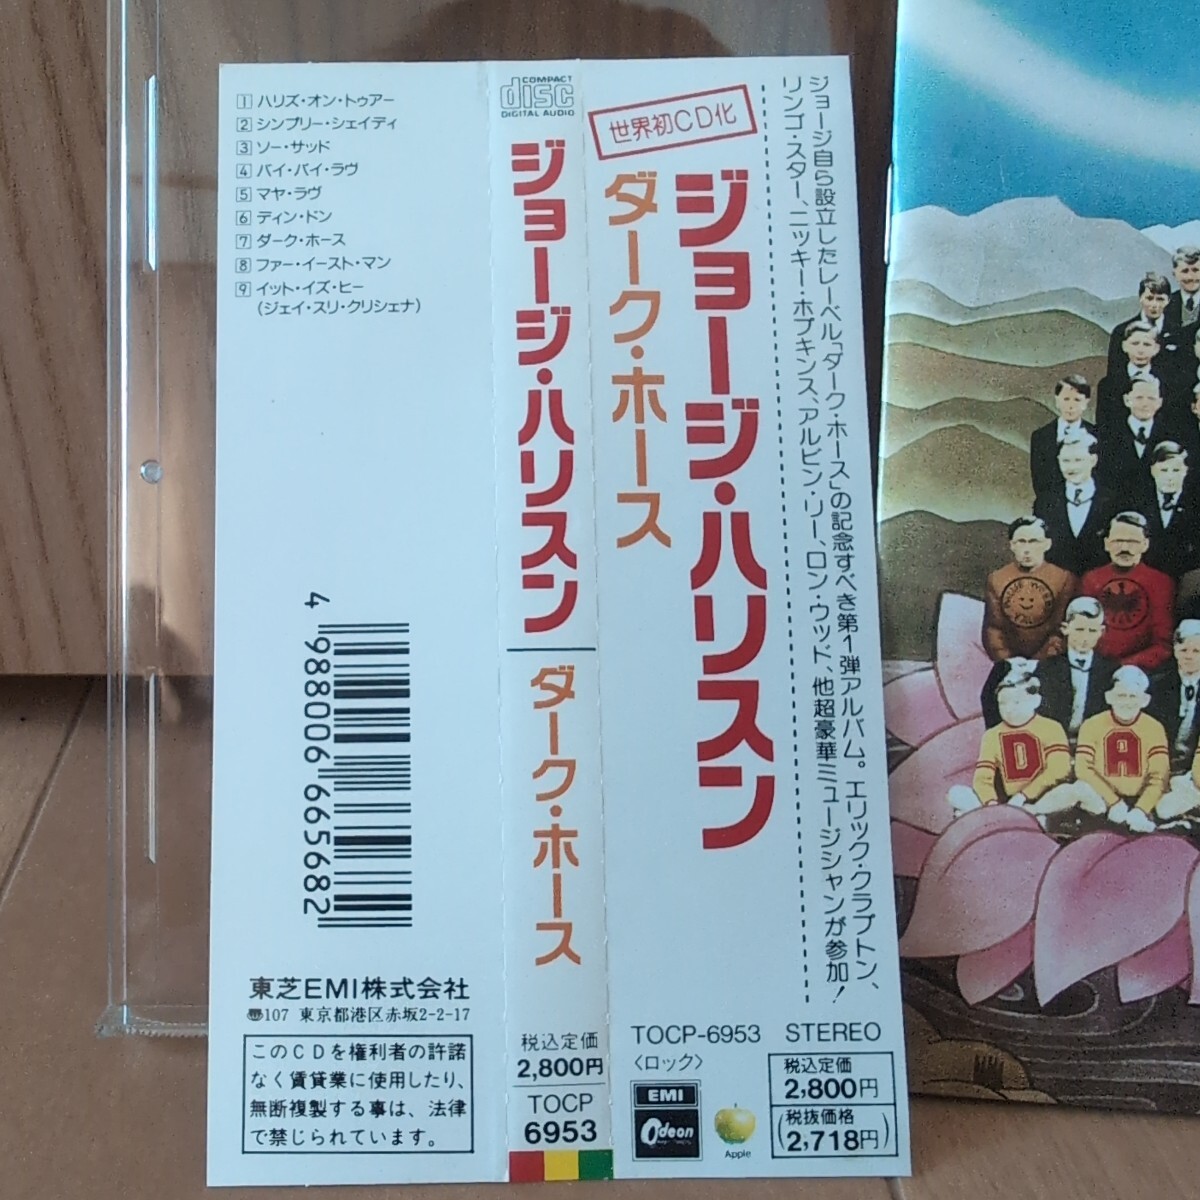 1 ハリズ・オン・トゥアー
2 シンプリー・シェイディ
3 ソー・サッド
4 バイ・バイ・ラヴ
5 マヤ・ラヴ
6 ディン・ドン
7 ダーク・ホース
8 ファー・イースト・マン
9 イット・イズ・ヒー
(ジェイ・スリ・クリシェナ)
4 988006 665682
東芝EMI株式会社
〠107 東京都港区赤坂2-2-17
このCDを権利者の許諾
なく賃貸業に使用したり、
無断複製する事は、法律
で禁じられています。
COMPACT
disc
DIGITAL AUDIO
ジョージ・ハリスン
ダーク・ホース
税込定価
2,800円
TOCP
6953
世界初CD化
ジョージ・ハリスン
ダーク・ホース
ジョージ自ら設立したレーベル「ダーク・ホース」の記念すべき第1弾アルバム。エリック・クラプトン、
リンゴ・スター、ニッキー・ホプキンス、アルビン・リー、ロン・ウッド、他超豪華ミュージシャンが参加!
TOCP-6953 STEREO
〈ロック〉
EMI
Odeon
Apple
税込定価
2,800円
(税抜価格
2,718円)
D A